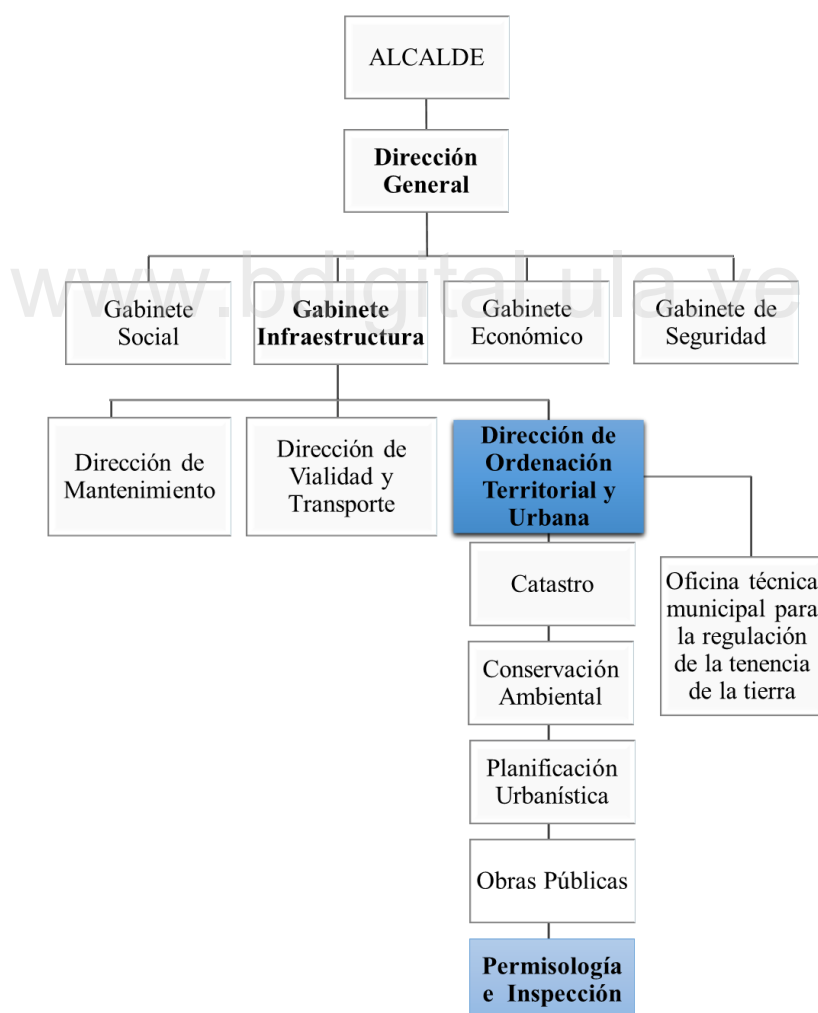 ALCALDE
Dirección
General
www.bdigital.ula.ve
Gabinete
Social
Gabinete
Infraestructura
Gabinete
Económico
Gabinete de
Seguridad
Dirección de
Mantenimiento
Dirección de
Vialidad y
Transporte
Dirección de
Ordenación
Territorial y
Urbana
Catastro
Oficina técnica
municipal para
la regulación
de la tenencia
de la tierra
Conservación
Ambiental
Planificación
Urbanística
Obras Públicas
Permisología
e Inspección